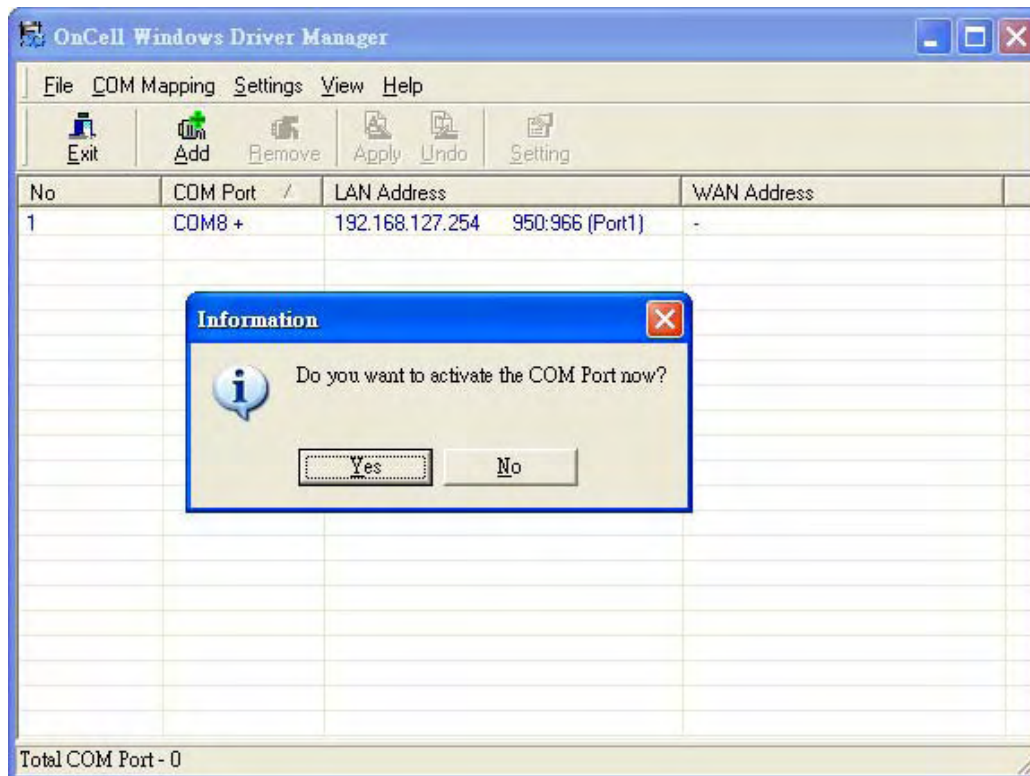 OnCell Windows Driver Manager
File COM Mapping Settings View Help
Exit Add Remove Apply Undo Setting
No COM Port / LAN Address WAN Address
1 COM8 + 192.168.127.254 950:966 (Port1) -
Information
Do you want to activate the COM Port now?
Yes No
Total COM Port - 0